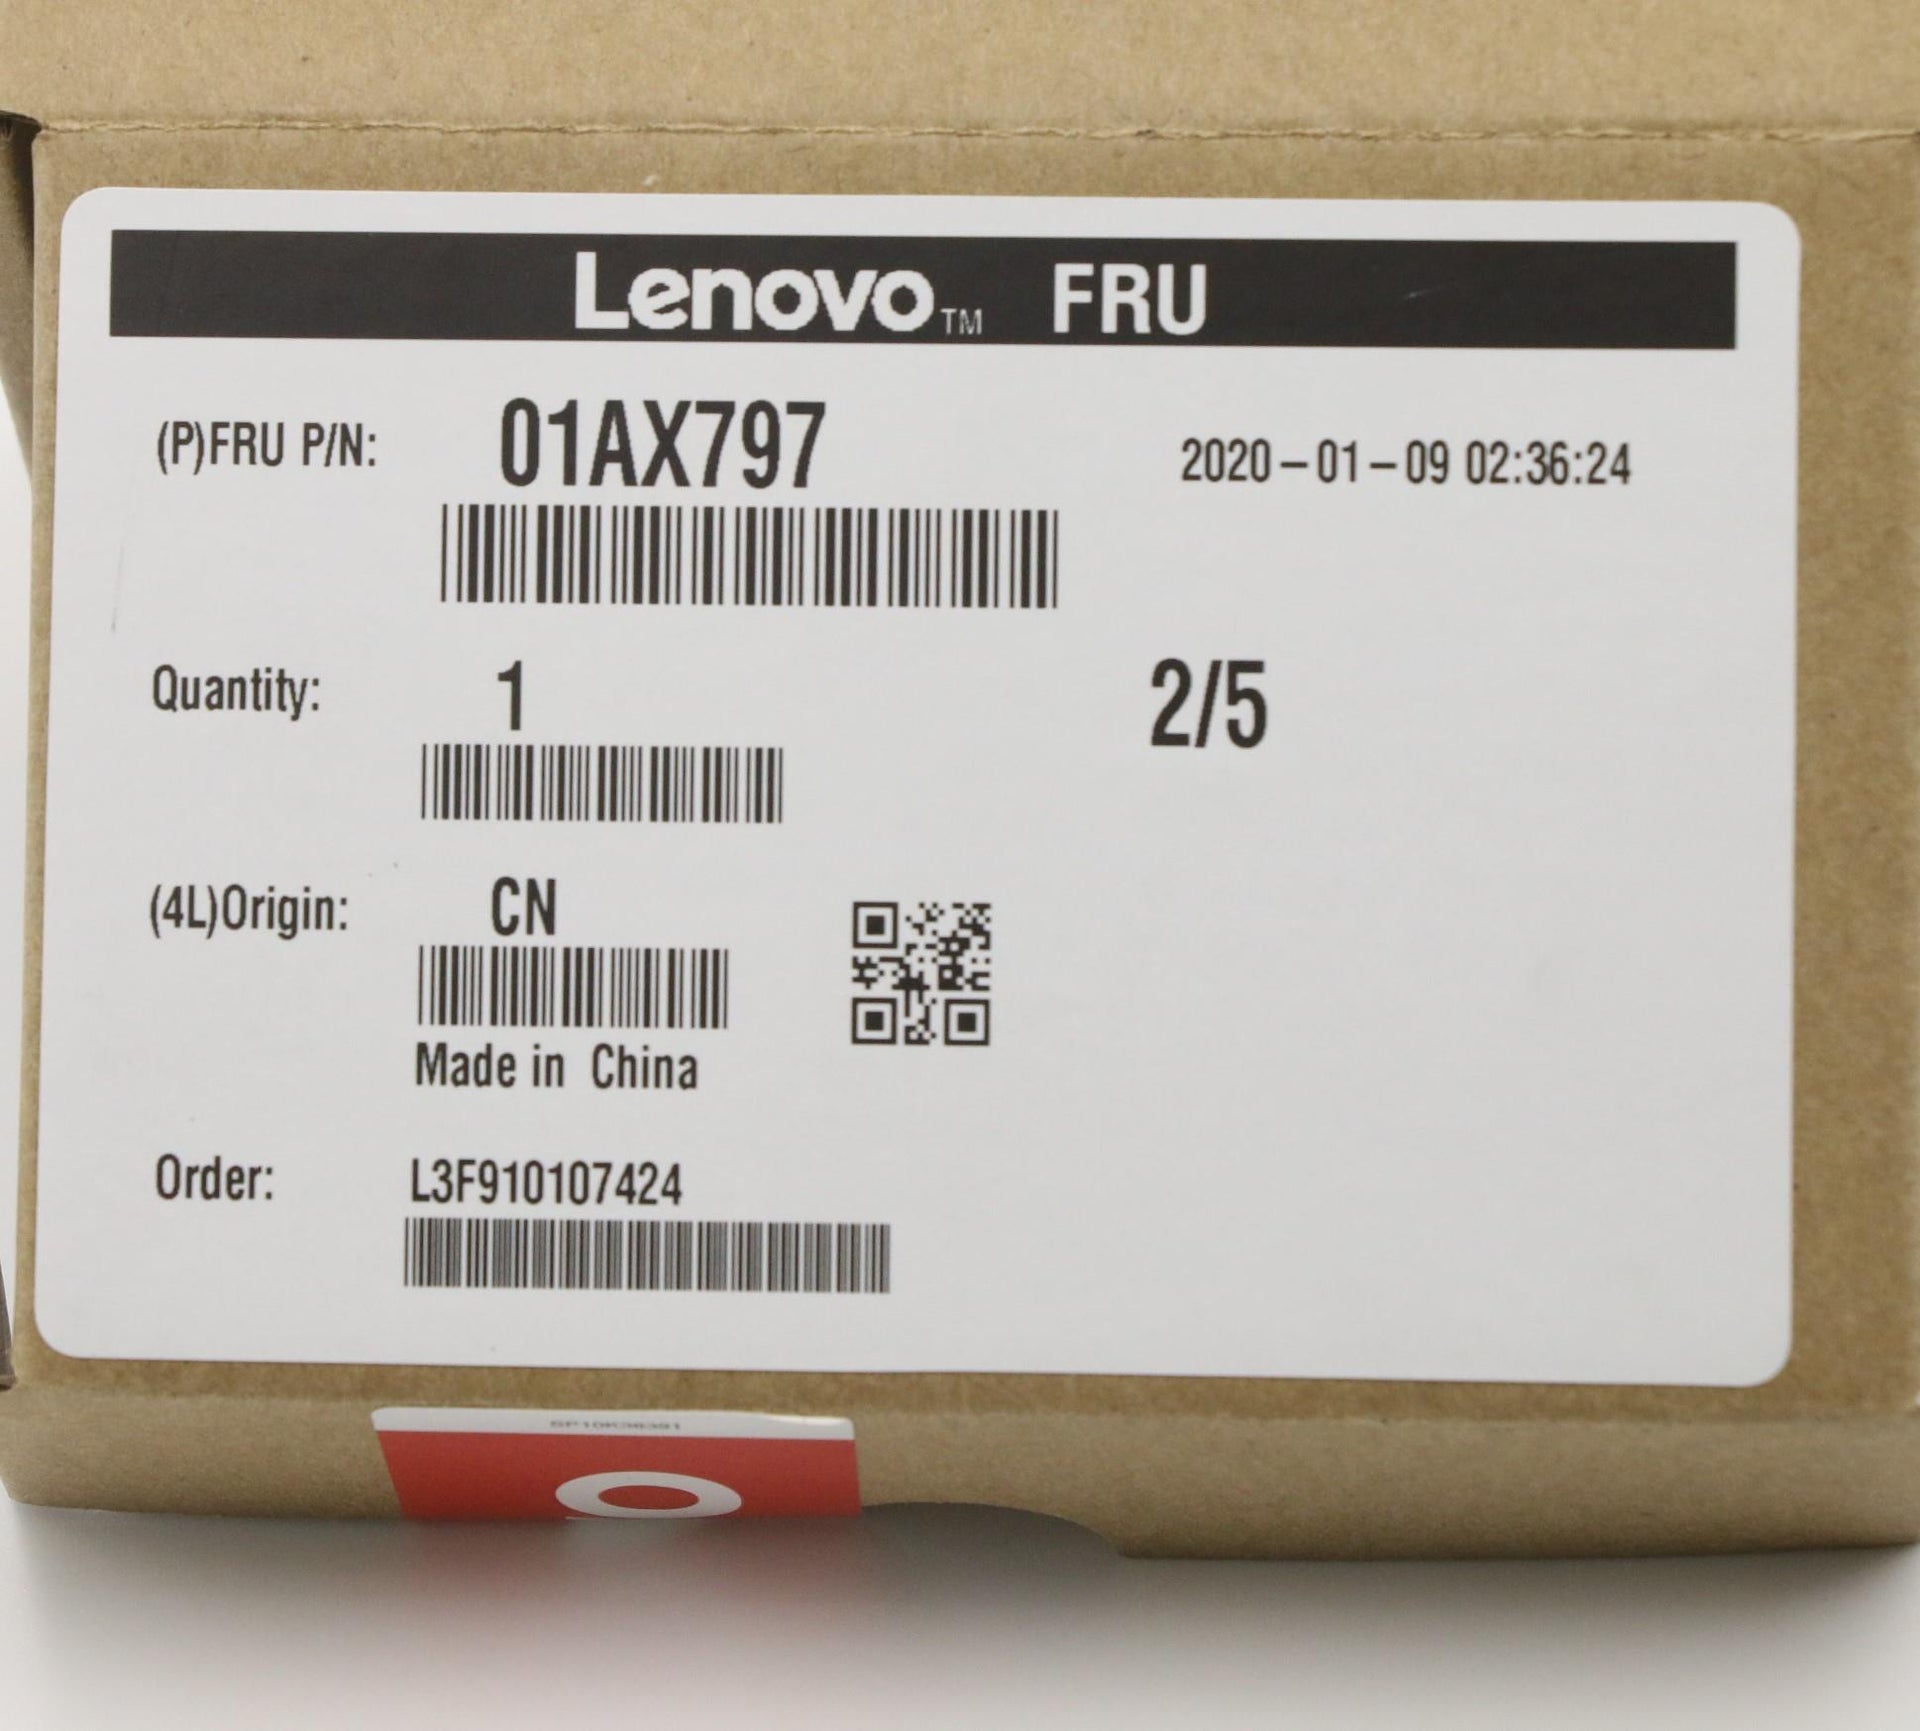 Lenovo™ FRU
(P)FRU P/N: 01AX797 2020-01-09 02:36:24
Quantity: 1 2/5
(4L)Origin: CN
Made in China
Order: L3F910107424